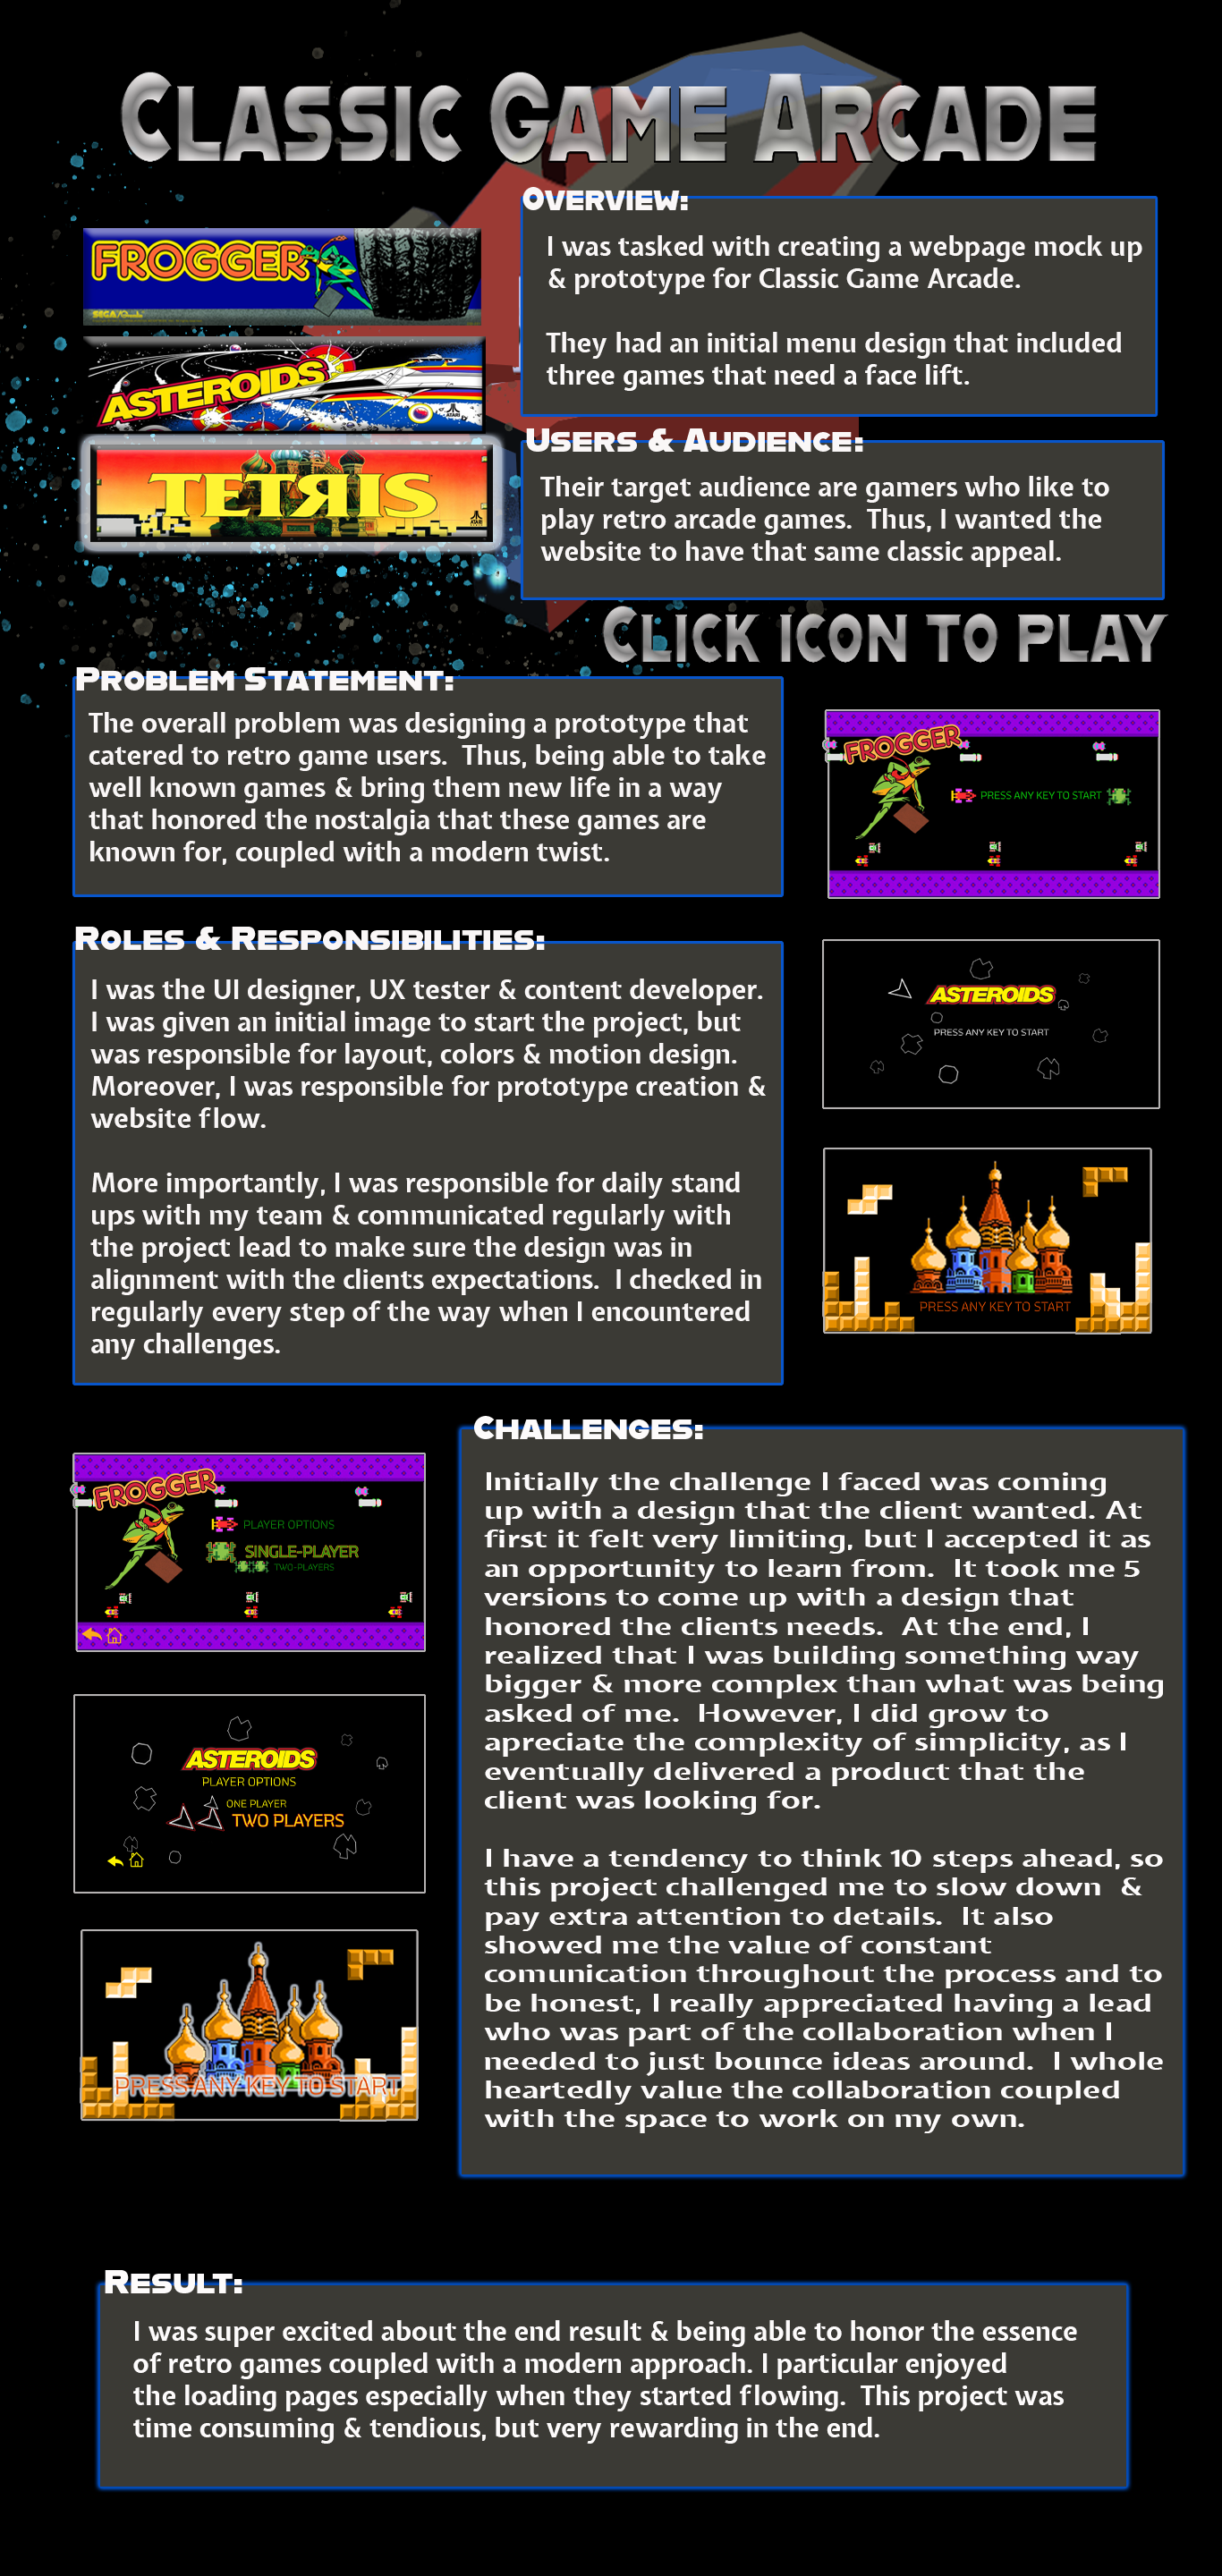 Classic Game Arcade
FROGGER
SEGA/Gremlin
ASTEROIDS
ATARI
TETRIS
ATARI
Overview:
I was tasked with creating a webpage mock up
& prototype for Classic Game Arcade.
They had an initial menu design that included
three games that need a face lift.
Users & Audience:
Their target audience are gamers who like to
play retro arcade games.  Thus, I wanted the
website to have that same classic appeal.
Click icon to play
Problem Statement:
The overall problem was designing a prototype that
catered to retro game users.  Thus, being able to take
well known games & bring them new life in a way
that honored the nostalgia that these games are
known for, coupled with a modern twist.
FROGGER
PRESS ANY KEY TO START
Roles & Responsibilities:
I was the UI designer, UX tester & content developer.
I was given an initial image to start the project, but
was responsible for layout, colors & motion design.
Moreover, I was responsible for prototype creation &
website flow.
More importantly, I was responsible for daily stand
ups with my team & communicated regularly with
the project lead to make sure the design was in
alignment with the clients expectations.  I checked in
regularly every step of the way when I encountered
any challenges.
ASTEROIDS
PRESS ANY KEY TO START
PRESS ANY KEY TO START
FROGGER
PLAYER OPTIONS
SINGLE-PLAYER
TWO-PLAYERS
ASTEROIDS
PLAYER OPTIONS
ONE PLAYER
TWO PLAYERS
PRESS ANY KEY TO START
Challenges:
Initially the challenge I faced was coming
up with a design that the client wanted. At
first it felt very limiting, but I accepted it as
an opportunity to learn from.  It took me 5
versions to come up with a design that
honored the clients needs.  At the end, I
realized that I was building something way
bigger & more complex than what was being
asked of me.  However, I did grow to
apreciate the complexity of simplicity, as I
eventually delivered a product that the
client was looking for.
I have a tendency to think 10 steps ahead, so
this project challenged me to slow down  &
pay extra attention to details.  It also
showed me the value of constant
comunication throughout the process and to
be honest, I really appreciated having a lead
who was part of the collaboration when I
needed to just bounce ideas around.  I whole
heartedly value the collaboration coupled
with the space to work on my own.
Result:
I was super excited about the end result & being able to honor the essence
of retro games coupled with a modern approach. I particular enjoyed
the loading pages especially when they started flowing.  This project was
time consuming & tendious, but very rewarding in the end.